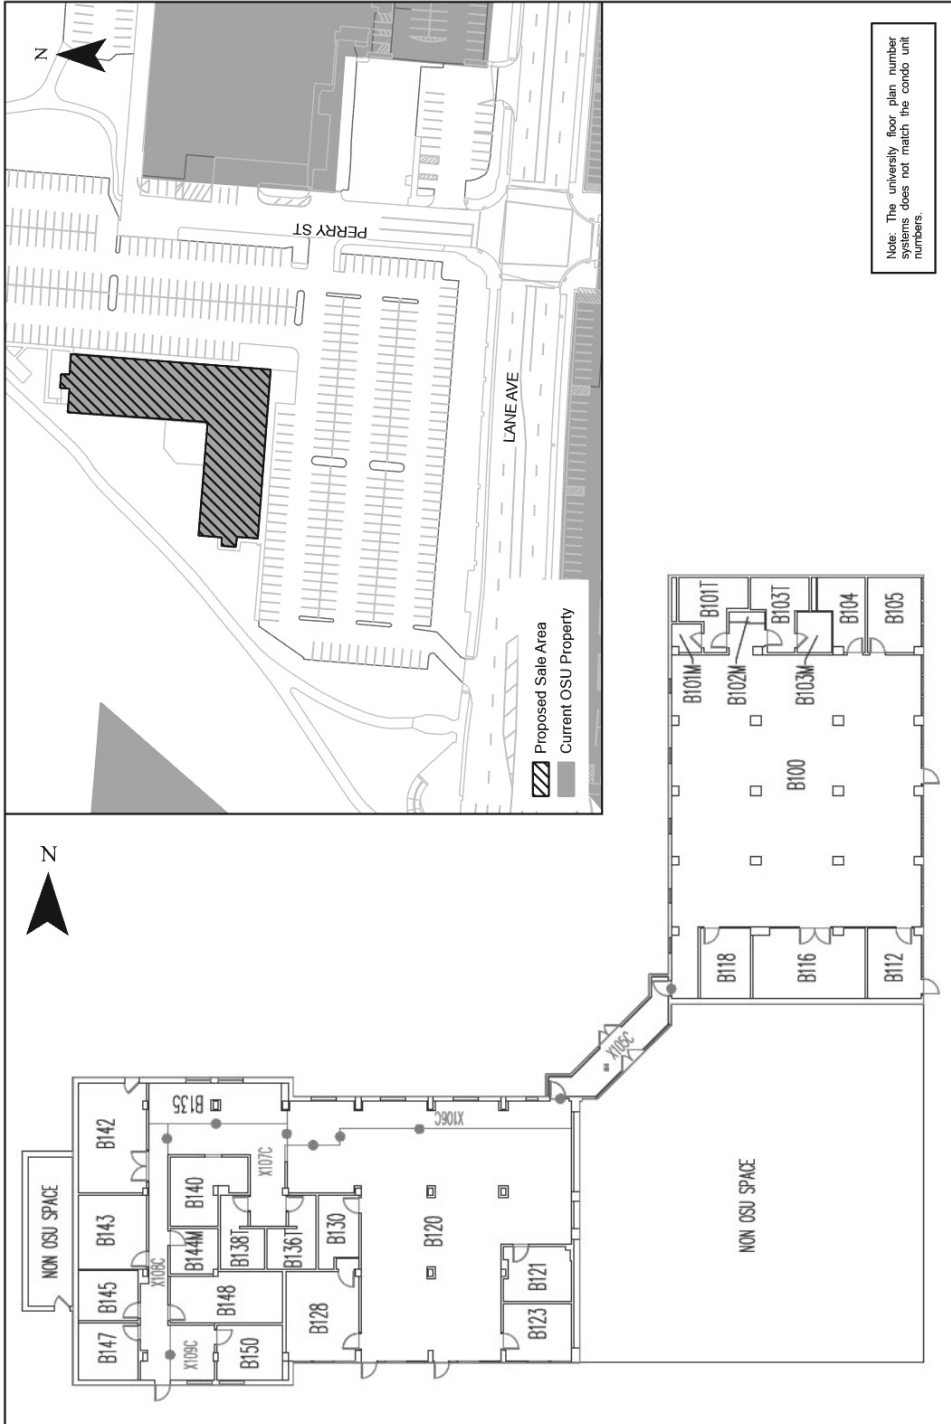 N
PERRY ST
LANE AVE
Proposed Sale Area
Current OSU Property
Note: The university floor plan number
systems does not match the condo unit
numbers.
N
NON OSU SPACE
B142
B143
B145
B147
B135
X108C
X109C
B140
B144M
B148
B150
X107C
B138T
B136T
B130
B128
X106C
B120
B121
B123
X105C
NON OSU SPACE
B101T
B101M
B102M
B103T
B103M
B104
B105
B100
B118
B116
B112